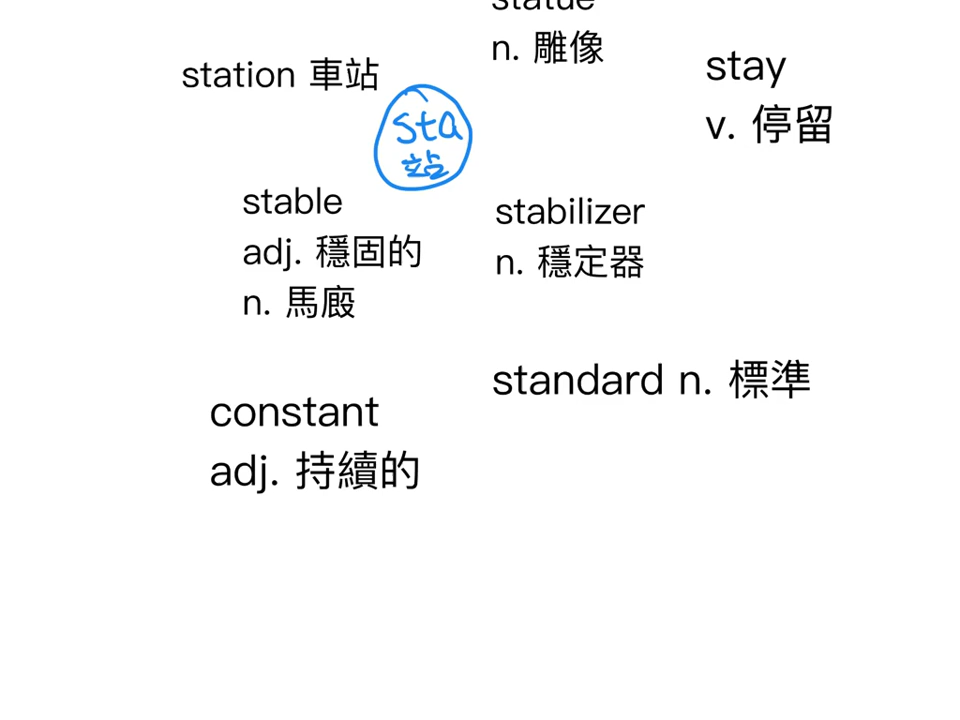 statue
n. 雕像
station 車站
stay
v. 停留
sta
站
stable
adj. 穩固的
n. 馬廄
stabilizer
n. 穩定器
standard n. 標準
constant
adj. 持續的